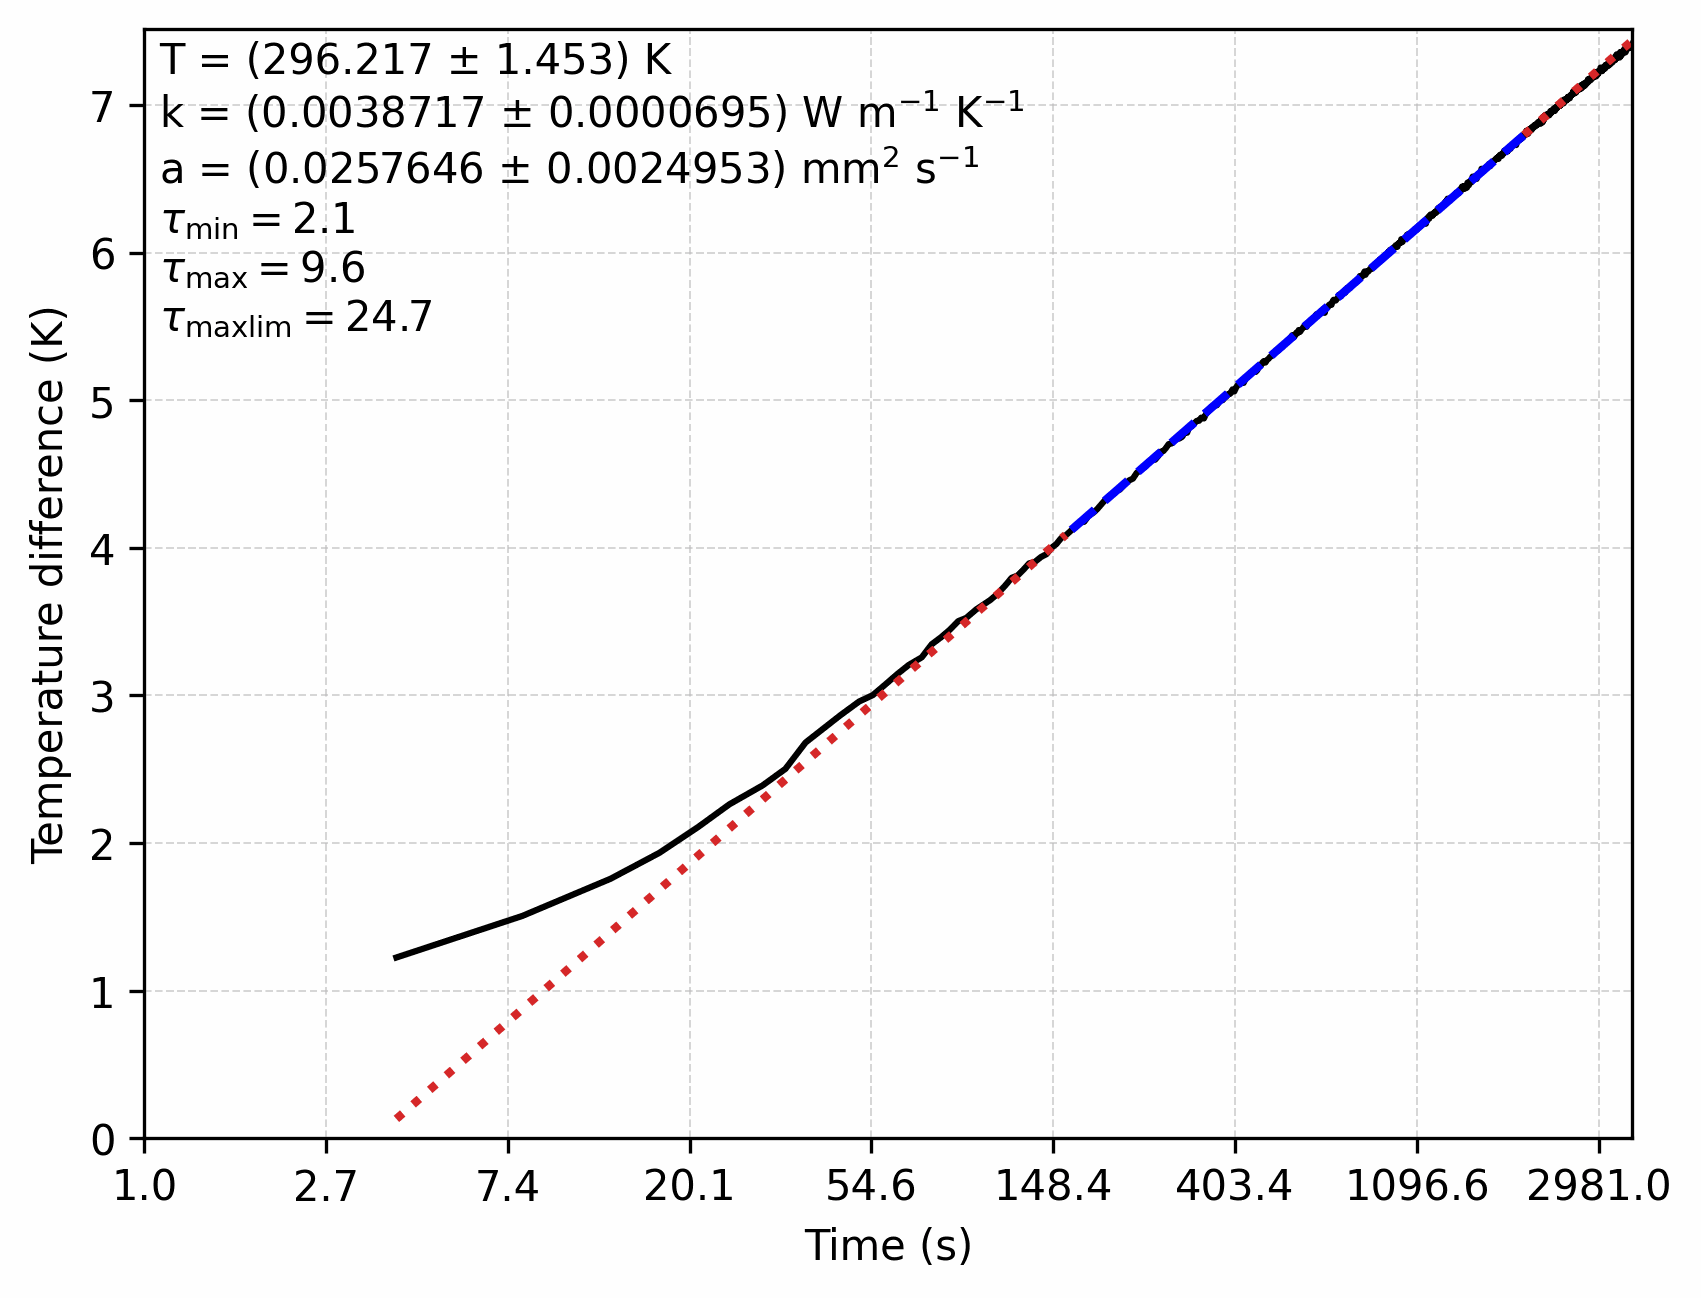 T = (296.217 ± 1.453) K
k = (0.0038717 ± 0.0000695) W m⁻¹ K⁻¹
a = (0.0257646 ± 0.0024953) mm² s⁻¹
τmin = 2.1
τmax = 9.6
τmaxlim = 24.7
7
6
5
4
3
2
1
0
Temperature difference (K)
1.0 2.7 7.4 20.1 54.6 148.4 403.4 1096.6 2981.0
Time (s)